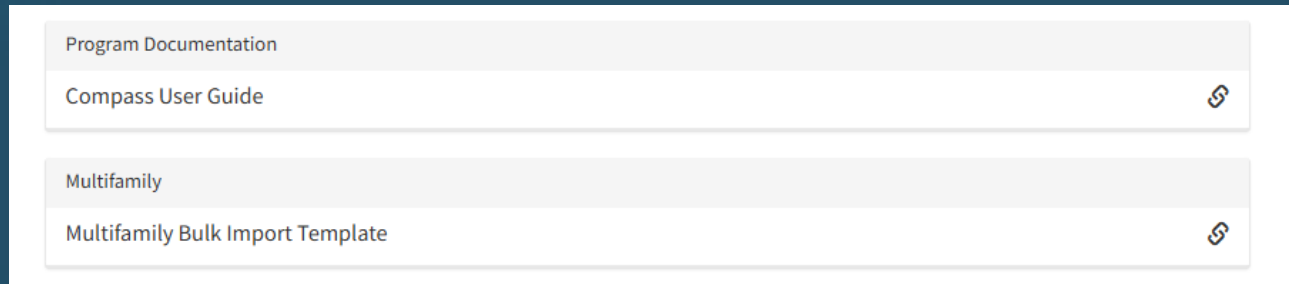 Program Documentation
Compass User Guide
Multifamily
Multifamily Bulk Import Template